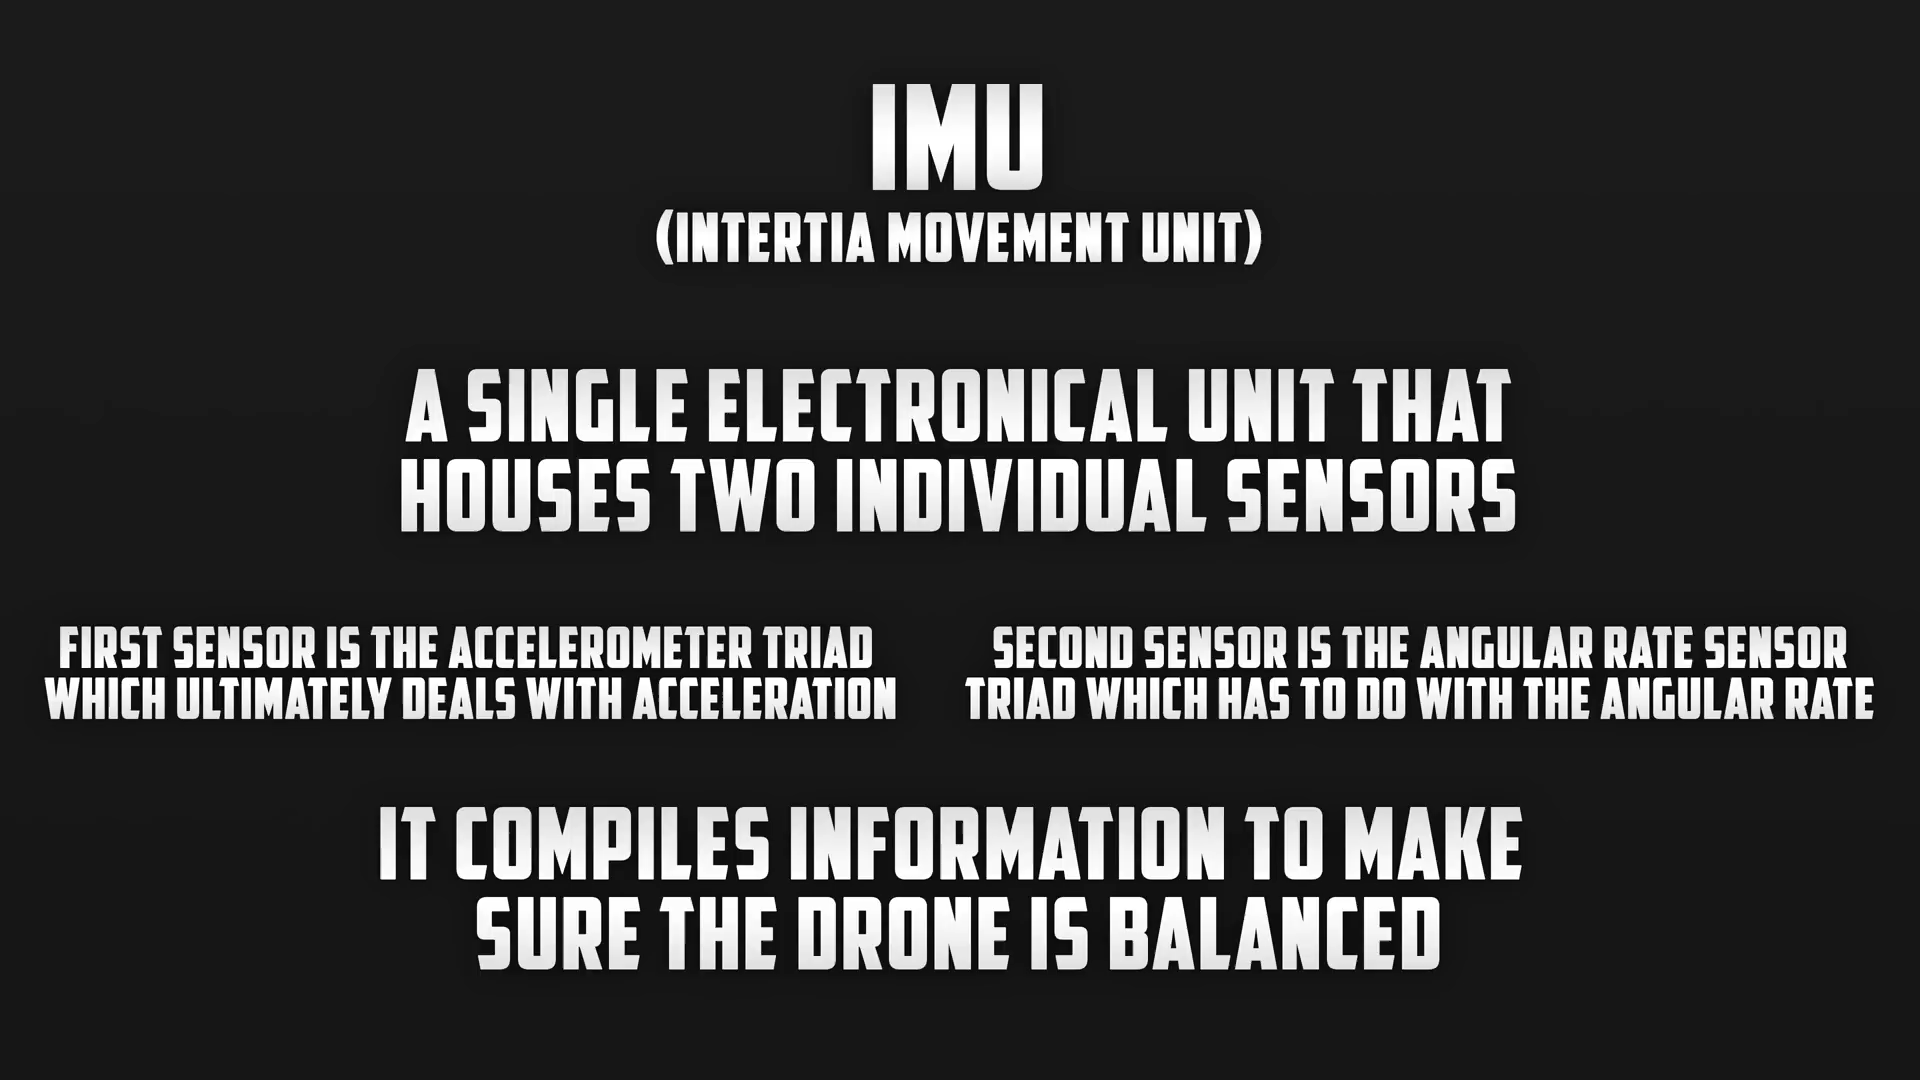 IMU
(INTERTIA MOVEMENT UNIT)
A SINGLE ELECTRONICAL UNIT THAT
HOUSES TWO INDIVIDUAL SENSORS
FIRST SENSOR IS THE ACCELEROMETER TRIAD
WHICH ULTIMATELY DEALS WITH ACCELERATION
SECOND SENSOR IS THE ANGULAR RATE SENSOR
TRIAD WHICH HAS TO DO WITH THE ANGULAR RATE
IT COMPILES INFORMATION TO MAKE
SURE THE DRONE IS BALANCED